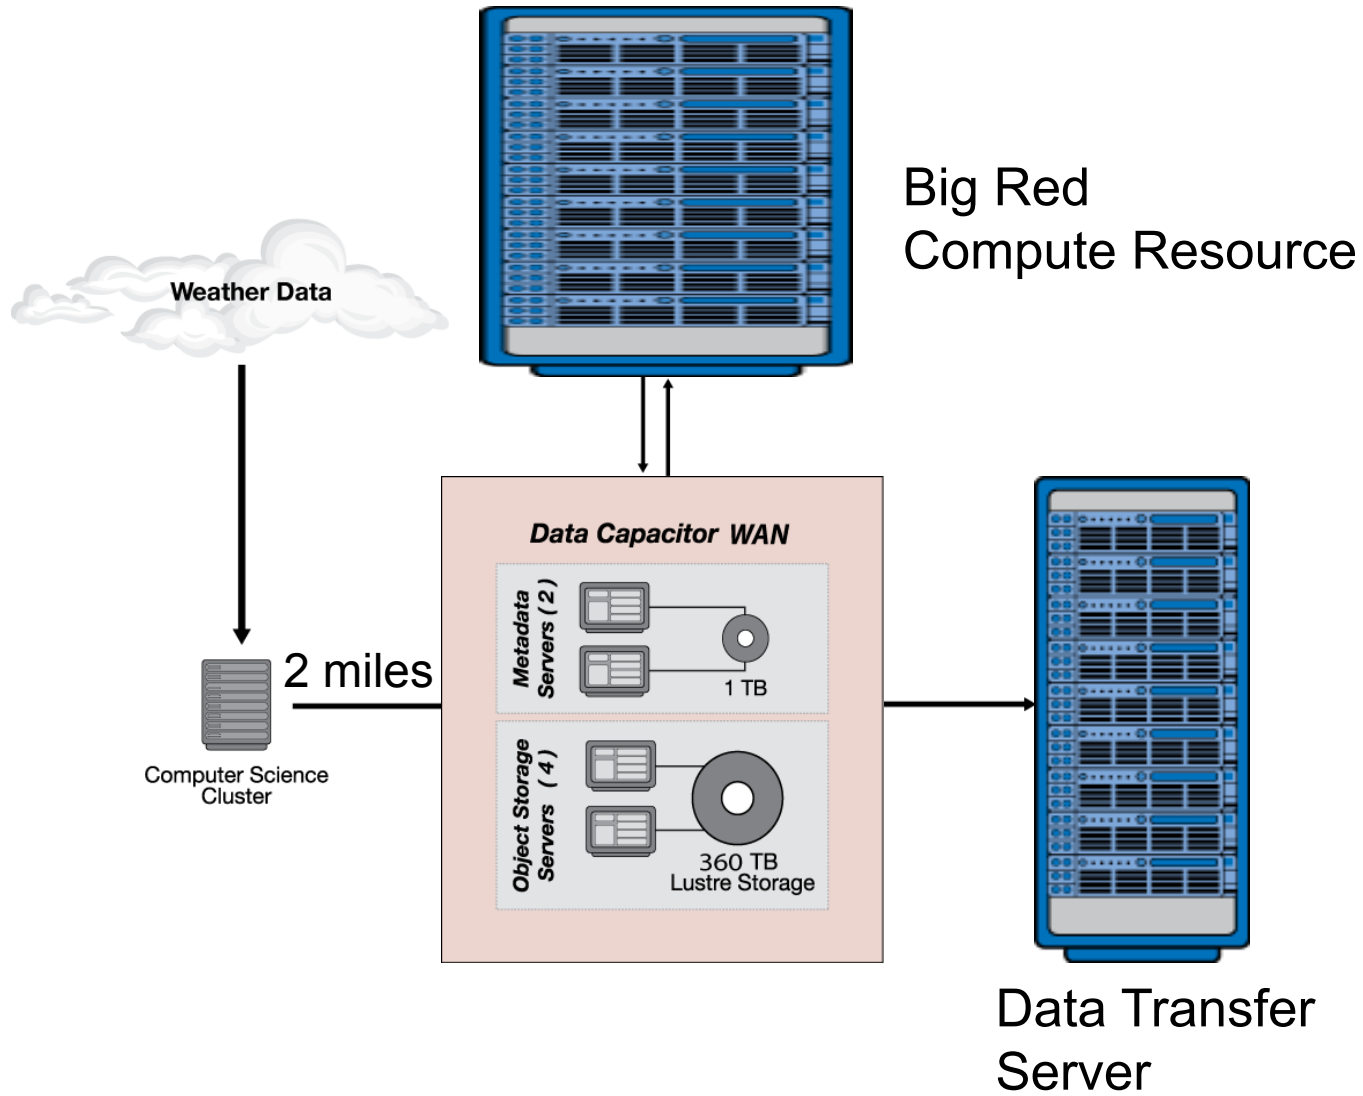 Big Red
Compute Resource
Weather Data
Data Capacitor WAN
Metadata
Servers (2)
1 TB
2 miles
Computer Science
Cluster
Object Storage
Servers (4)
360 TB
Lustre Storage
Data Transfer
Server